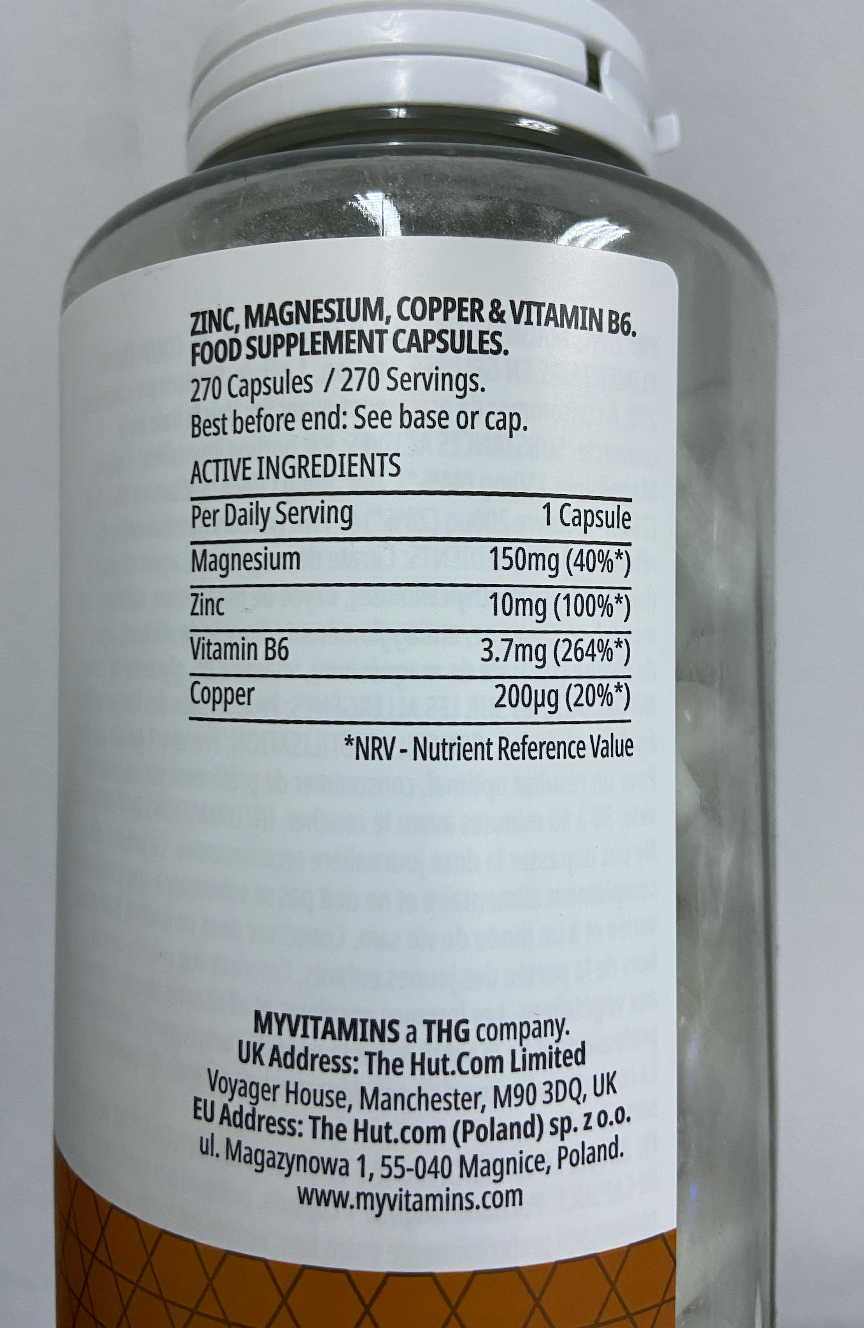 ZINC, MAGNESIUM, COPPER & VITAMIN B6.
FOOD SUPPLEMENT CAPSULES.
270 Capsules / 270 Servings.
Best before end: See base or cap.
ACTIVE INGREDIENTS
Per Daily Serving 1 Capsule
Magnesium 150mg (40%*)
Zinc 10mg (100%*)
Vitamin B6 3.7mg (264%*)
Copper 200µg (20%*)
*NRV - Nutrient Reference Value
MYVITAMINS a THG company.
UK Address: The Hut.Com Limited
Voyager House, Manchester, M90 3DQ, UK
EU Address: The Hut.com (Poland) sp. z o.o.
ul. Magazynowa 1, 55-040 Magnice, Poland.
www.myvitamins.com